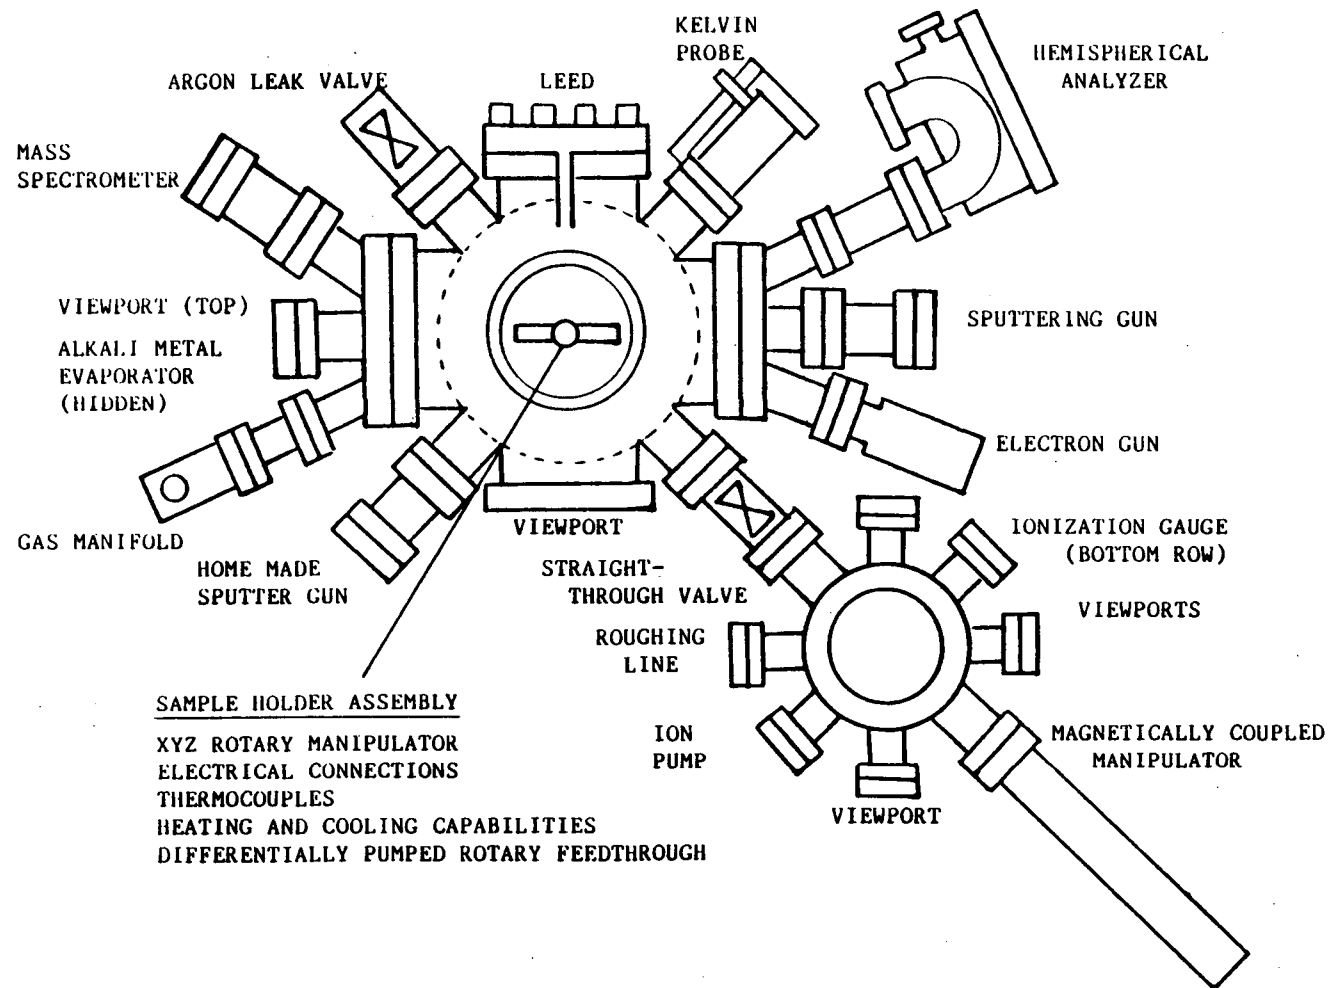 KELVIN
PROBE
HEMISPHERICAL
ANALYZER
ARGON LEAK VALVE
LEED
MASS
SPECTROMETER
VIEWPORT (TOP)
ALKALI METAL
EVAPORATOR
(HIDDEN)
SPUTTERING GUN
ELECTRON GUN
GAS MANIFOLD
HOME MADE
SPUTTER GUN
VIEWPORT
STRAIGHT-
THROUGH VALVE
IONIZATION GAUGE
(BOTTOM ROW)
VIEWPORTS
ROUGHING
LINE
ION
PUMP
VIEWPORT
MAGNETICALLY COUPLED
MANIPULATOR
SAMPLE HOLDER ASSEMBLY
XYZ ROTARY MANIPULATOR
ELECTRICAL CONNECTIONS
THERMOCOUPLES
HEATING AND COOLING CAPABILITIES
DIFFERENTIALLY PUMPED ROTARY FEEDTHROUGH